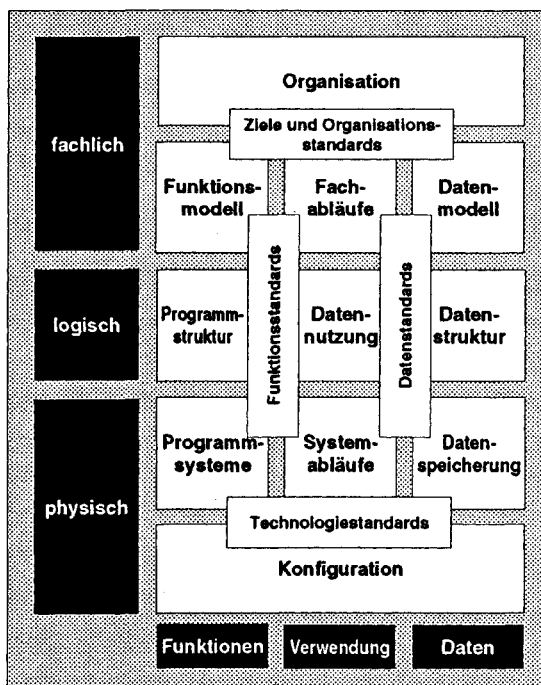 Organisation
Ziele und Organisations-
standards
fachlich
Funktions-
modell
Fach-
abläufe
Daten-
modell
Funktionsstandards
Datenstandards
logisch
Programm-
struktur
Daten-
nutzung
Daten-
struktur
physisch
Programm-
systeme
System-
abläufe
Daten-
speicherung
Technologiestandards
Konfiguration
Funktionen
Verwendung
Daten